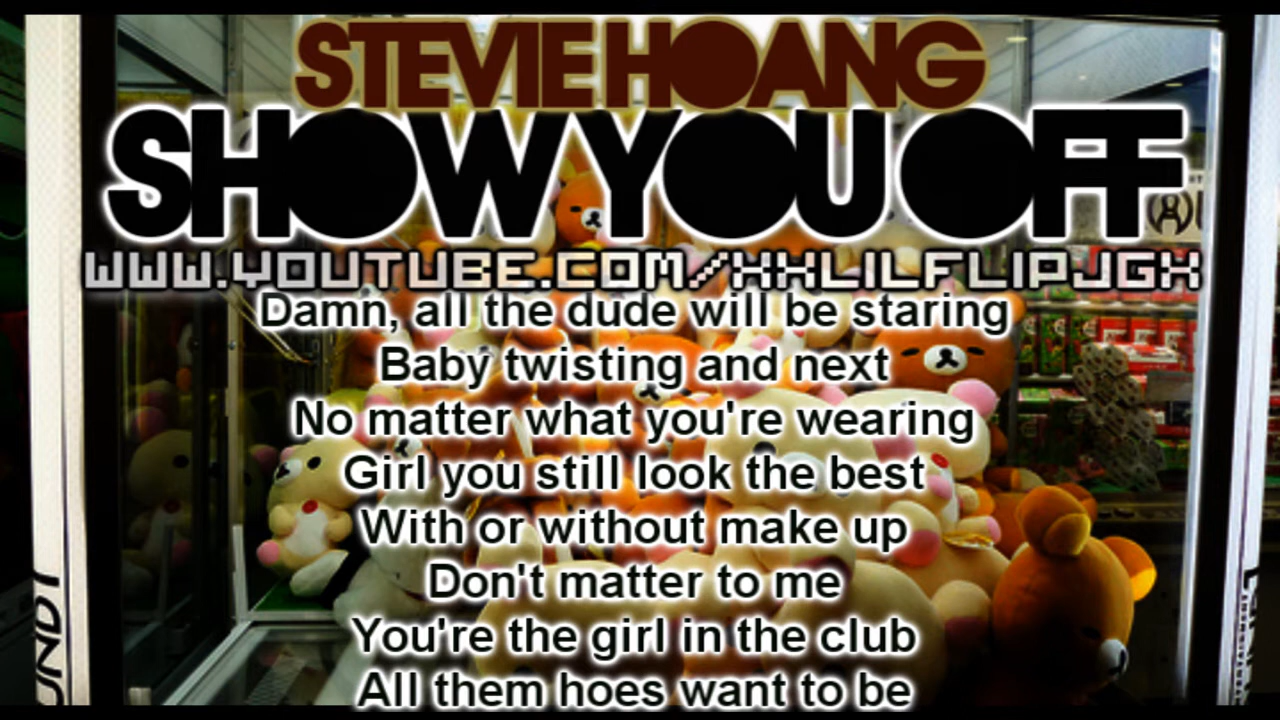 STEVIE HOANG
SHOW YOU OFF
WWW.YOUTUBE.COM/XXLILFLIPJGX
Damn, all the dude will be staring
Baby twisting and next
No matter what you're wearing
Girl you still look the best
With or without make up
Don't matter to me
You're the girl in the club
All them hoes want to be